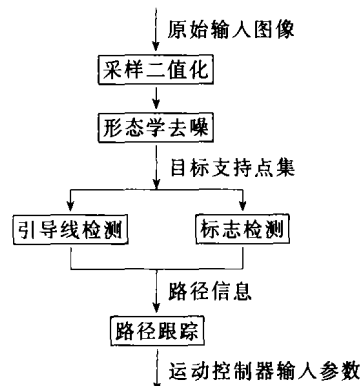 原始输入图像
采样二值化
形态学去噪
目标支持点集
引导线检测
标志检测
路径信息
路径跟踪
运动控制器输入参数